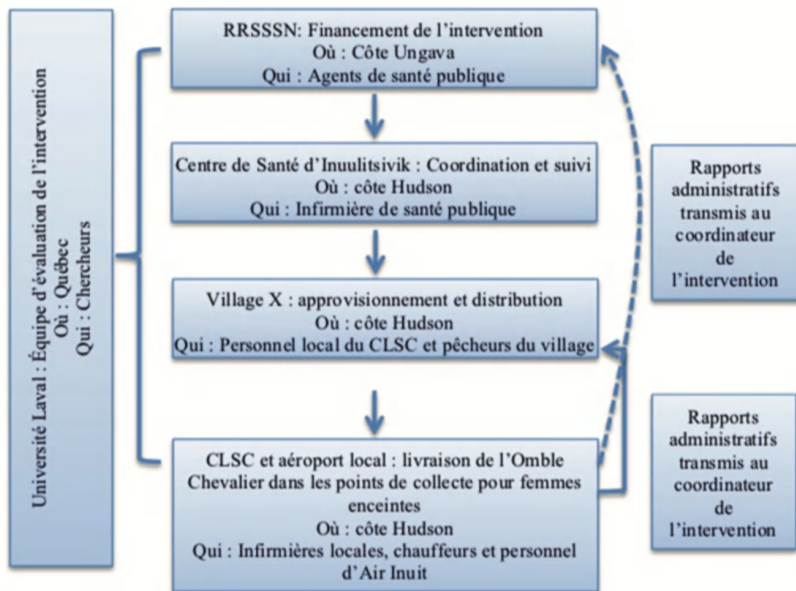 Université Laval : Équipe d’évaluation de l’intervention
Où : Québec
Qui : Chercheurs
RRSSSN: Financement de l’intervention
Où : Côte Ungava
Qui : Agents de santé publique
Centre de Santé d’Inuulitsivik : Coordination et suivi
Où : côte Hudson
Qui : Infirmière de santé publique
Village X : approvisionnement et distribution
Où : côte Hudson
Qui : Personnel local du CLSC et pêcheurs du village
CLSC et aéroport local : livraison de l’Omble
Chevalier dans les points de collecte pour femmes
enceintes
Où : côte Hudson
Qui : Infirmières locales, chauffeurs et personnel
d’Air Inuit
Rapports
administratifs
transmis au
coordinateur
de
l’intervention
Rapports
administratifs
transmis au
coordinateur
de
l’intervention